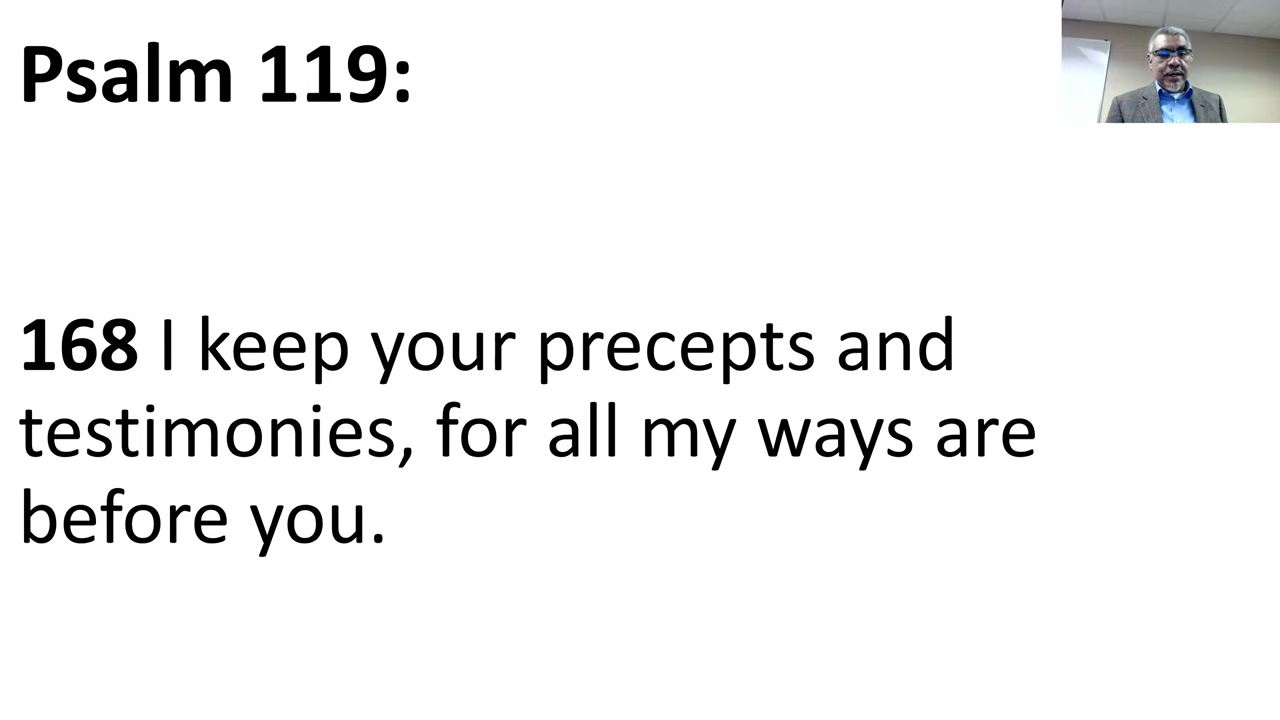 Psalm 119:
168 I keep your precepts and
testimonies, for all my ways are
before you.